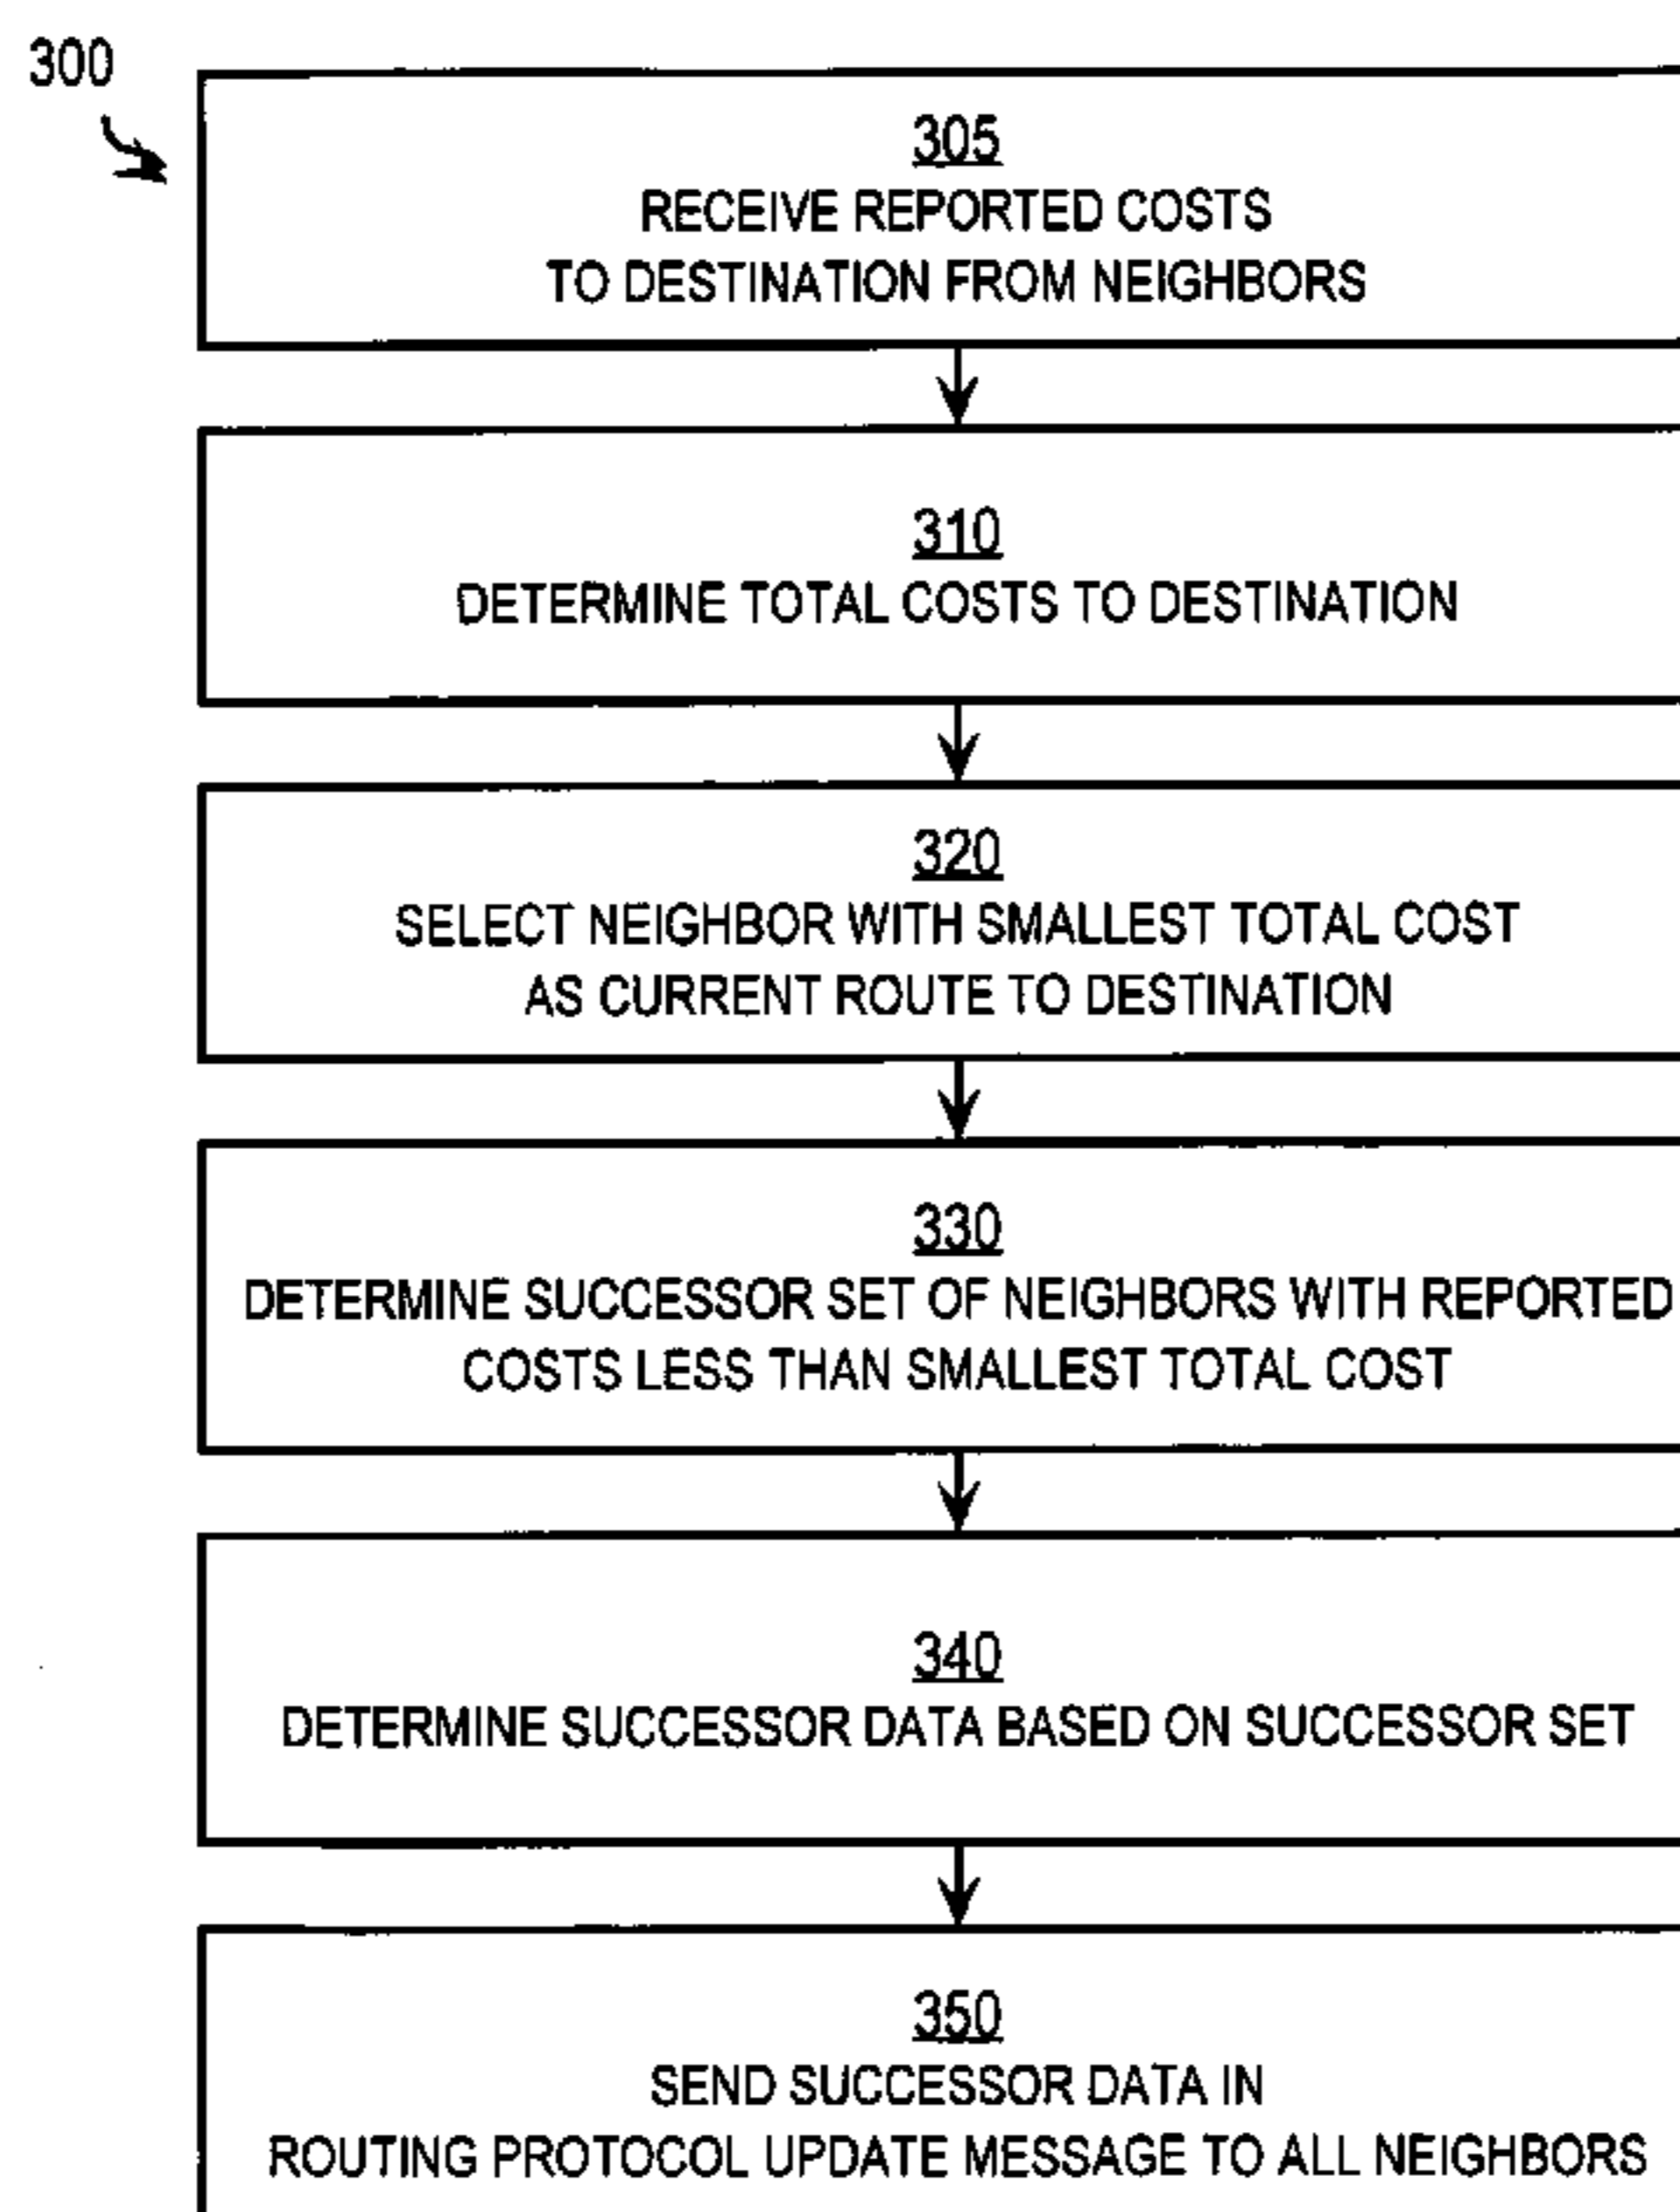 300
305
RECEIVE REPORTED COSTS
TO DESTINATION FROM NEIGHBORS
310
DETERMINE TOTAL COSTS TO DESTINATION
320
SELECT NEIGHBOR WITH SMALLEST TOTAL COST
AS CURRENT ROUTE TO DESTINATION
330
DETERMINE SUCCESSOR SET OF NEIGHBORS WITH REPORTED
COSTS LESS THAN SMALLEST TOTAL COST
340
DETERMINE SUCCESSOR DATA BASED ON SUCCESSOR SET
350
SEND SUCCESSOR DATA IN
ROUTING PROTOCOL UPDATE MESSAGE TO ALL NEIGHBORS